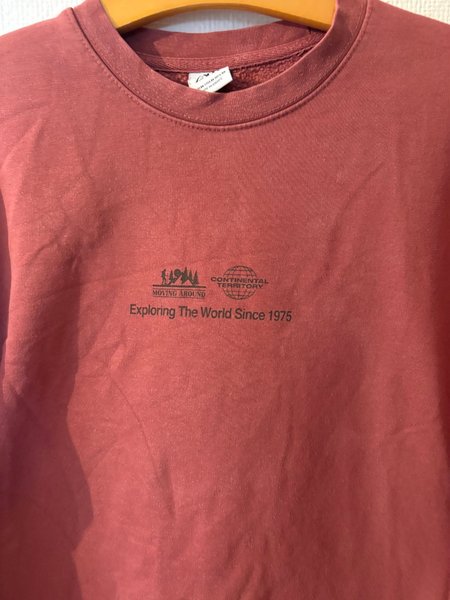 MOVING AROUND
CONTINENTAL
TERRITORY
Exploring The World Since 1975